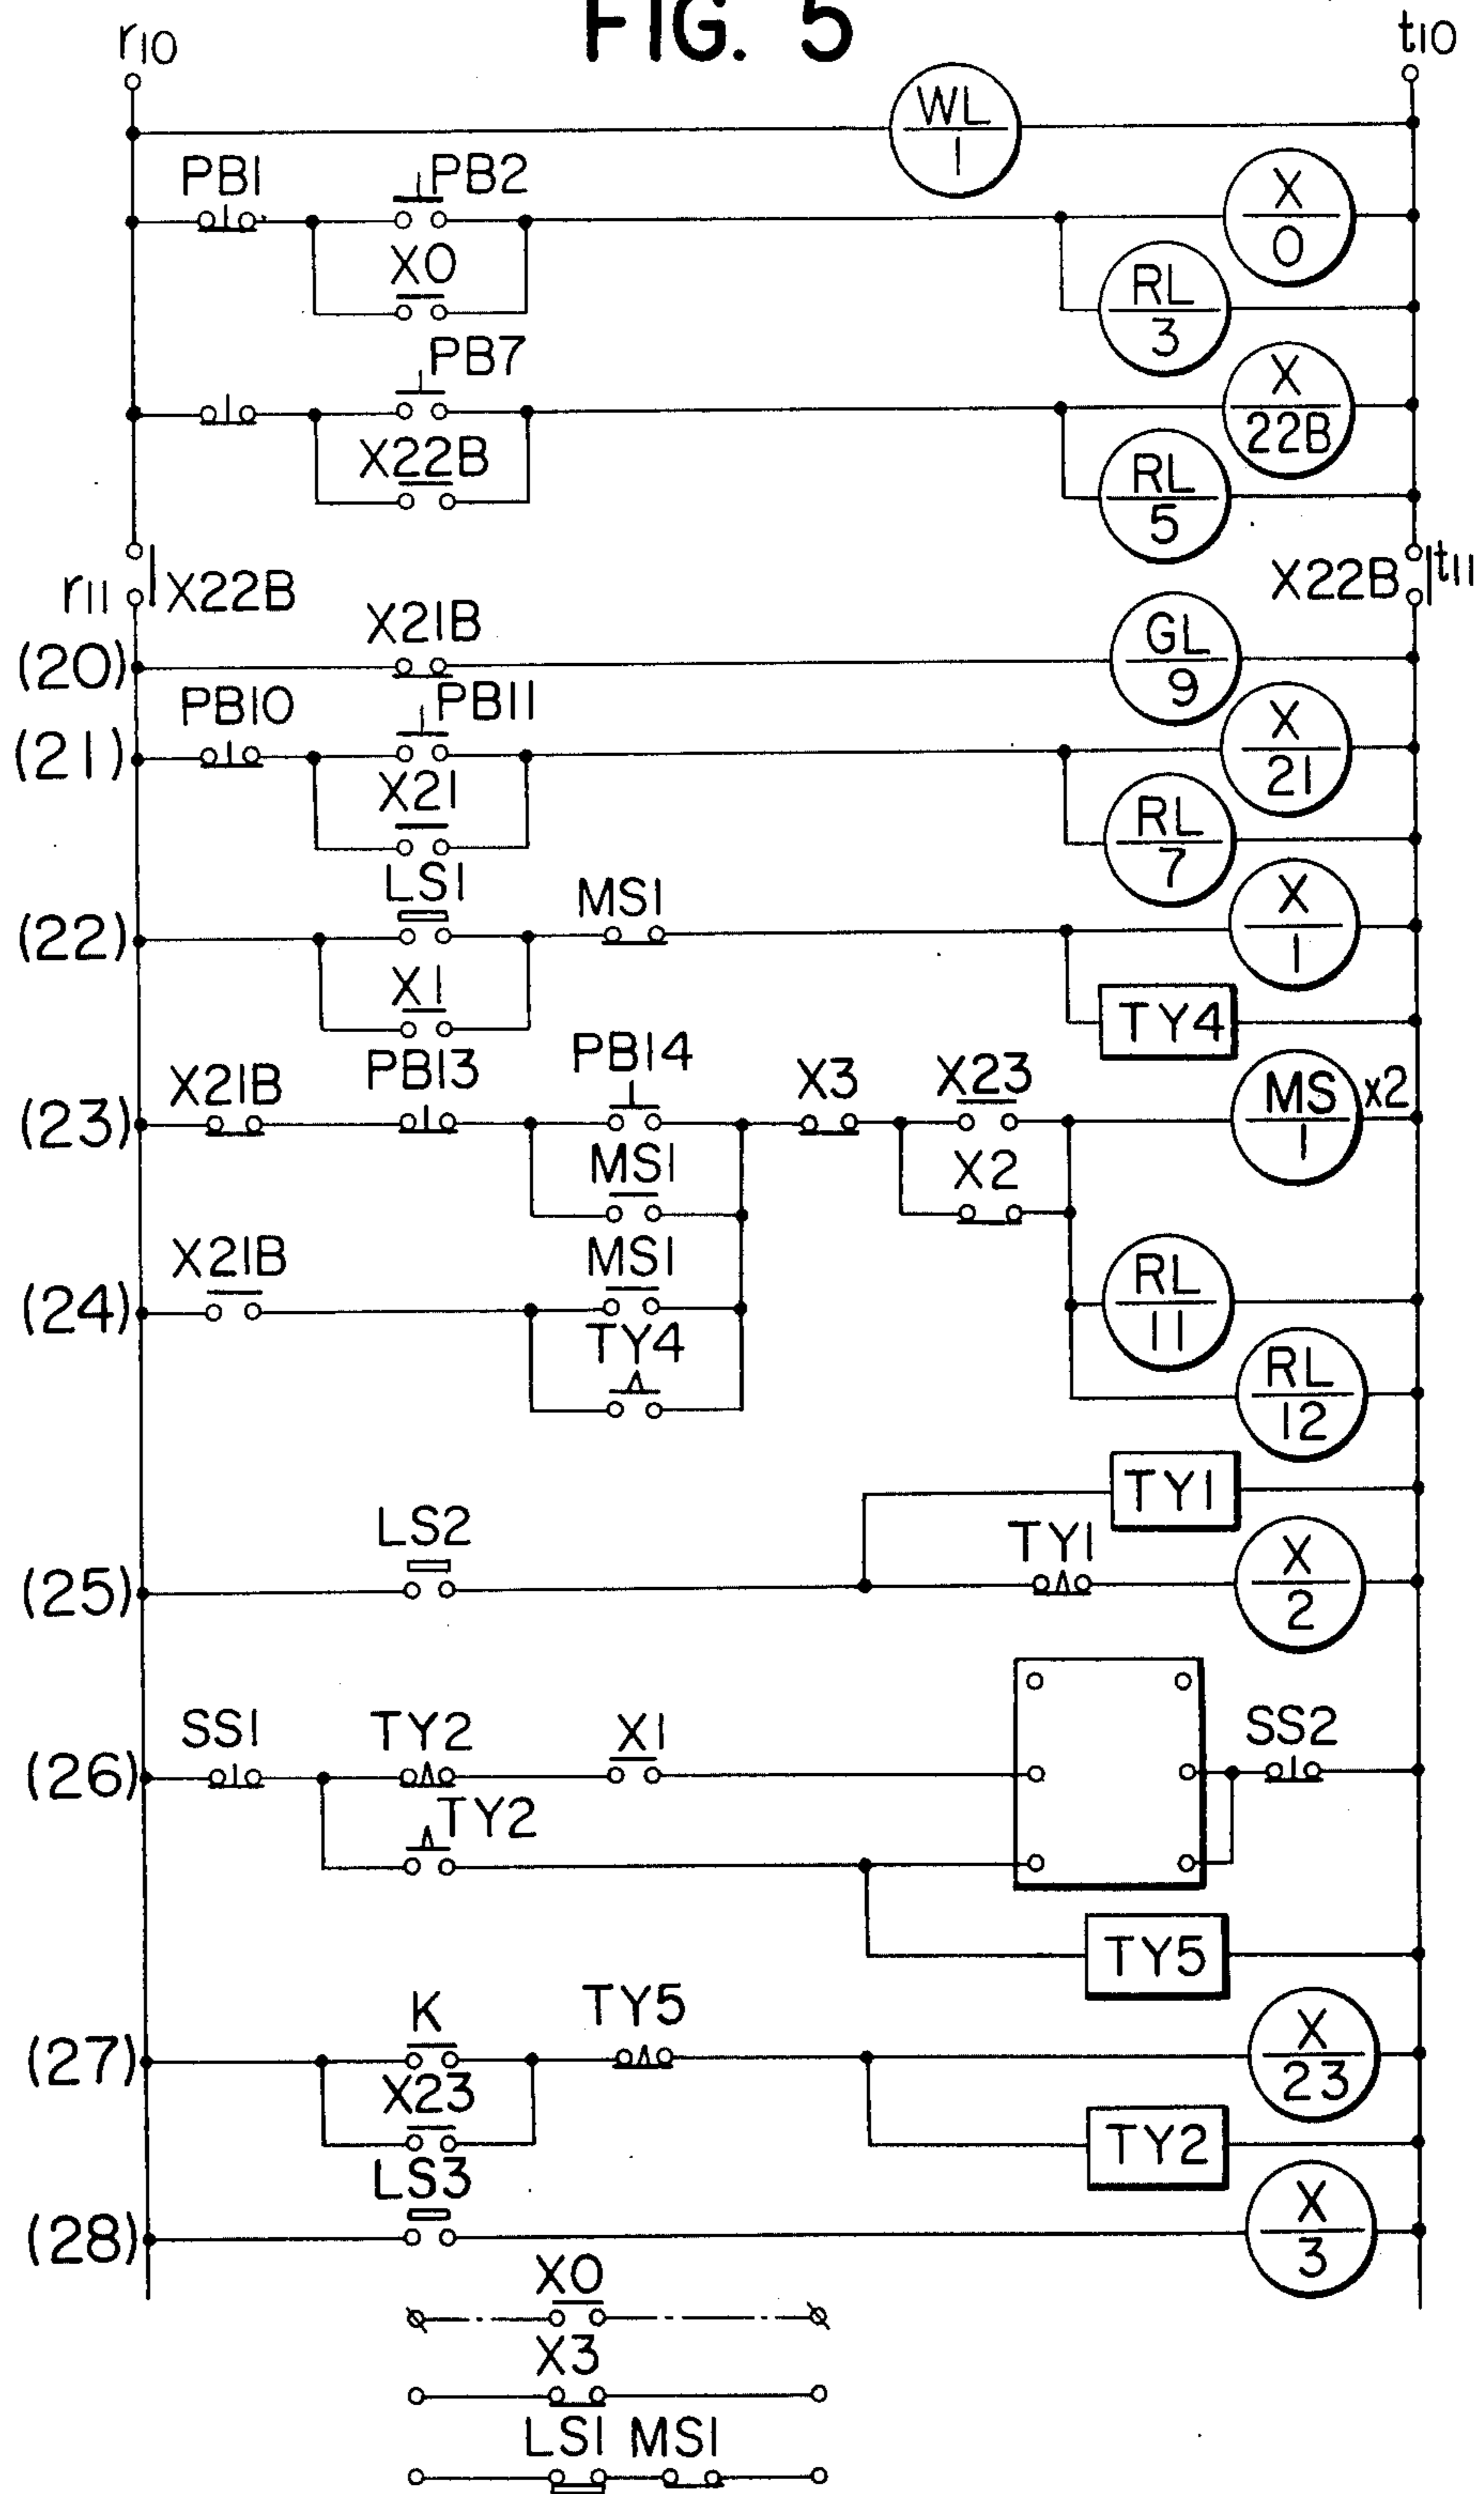 FIG. 5
r10 t10
WL
1
PB1 PB2 X
0
X0 RL
3
PB7 X
22B
X22B RL
5
r11 X22B X22B t11
(20) X21B GL
9
(21) PB10 PB11 X
21
X21 RL
7
(22) LS1 MS1 X
1
X1 TY4
(23) X21B PB13 PB14 X3 X23 MS x2
1
MS1 X2
(24) X21B MS1 RL
11
TY4 RL
12
TY1
(25) LS2 TY1 X
2
(26) SS1 TY2 X1 SS2
TY2
TY5
(27) K TY5 X
23
X23 TY2
(28) LS3 X
3
X0
X3
LS1 MS1